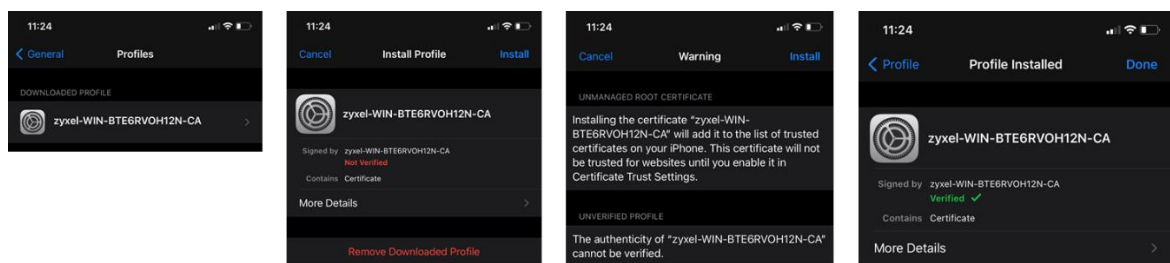 11:24
General
Profiles
DOWNLOADED PROFILE
zyxel-WIN-BTE6RVOH12N-CA
11:24
Cancel
Install Profile
Install
zyxel-WIN-BTE6RVOH12N-CA
Signed by zyxel-WIN-BTE6RVOH12N-CA
Not Verified
Contains Certificate
More Details
Remove Downloaded Profile
11:24
Cancel
Warning
Install
UNMANAGED ROOT CERTIFICATE
Installing the certificate “zyxel-WIN-
BTE6RVOH12N-CA” will add it to the list of trusted
certificates on your iPhone. This certificate will not
be trusted for websites until you enable it in
Certificate Trust Settings.
UNVERIFIED PROFILE
The authenticity of “zyxel-WIN-BTE6RVOH12N-CA”
cannot be verified.
11:24
Profile
Profile Installed
Done
zyxel-WIN-BTE6RVOH12N-CA
Signed by zyxel-WIN-BTE6RVOH12N-CA
Verified ✓
Contains Certificate
More Details